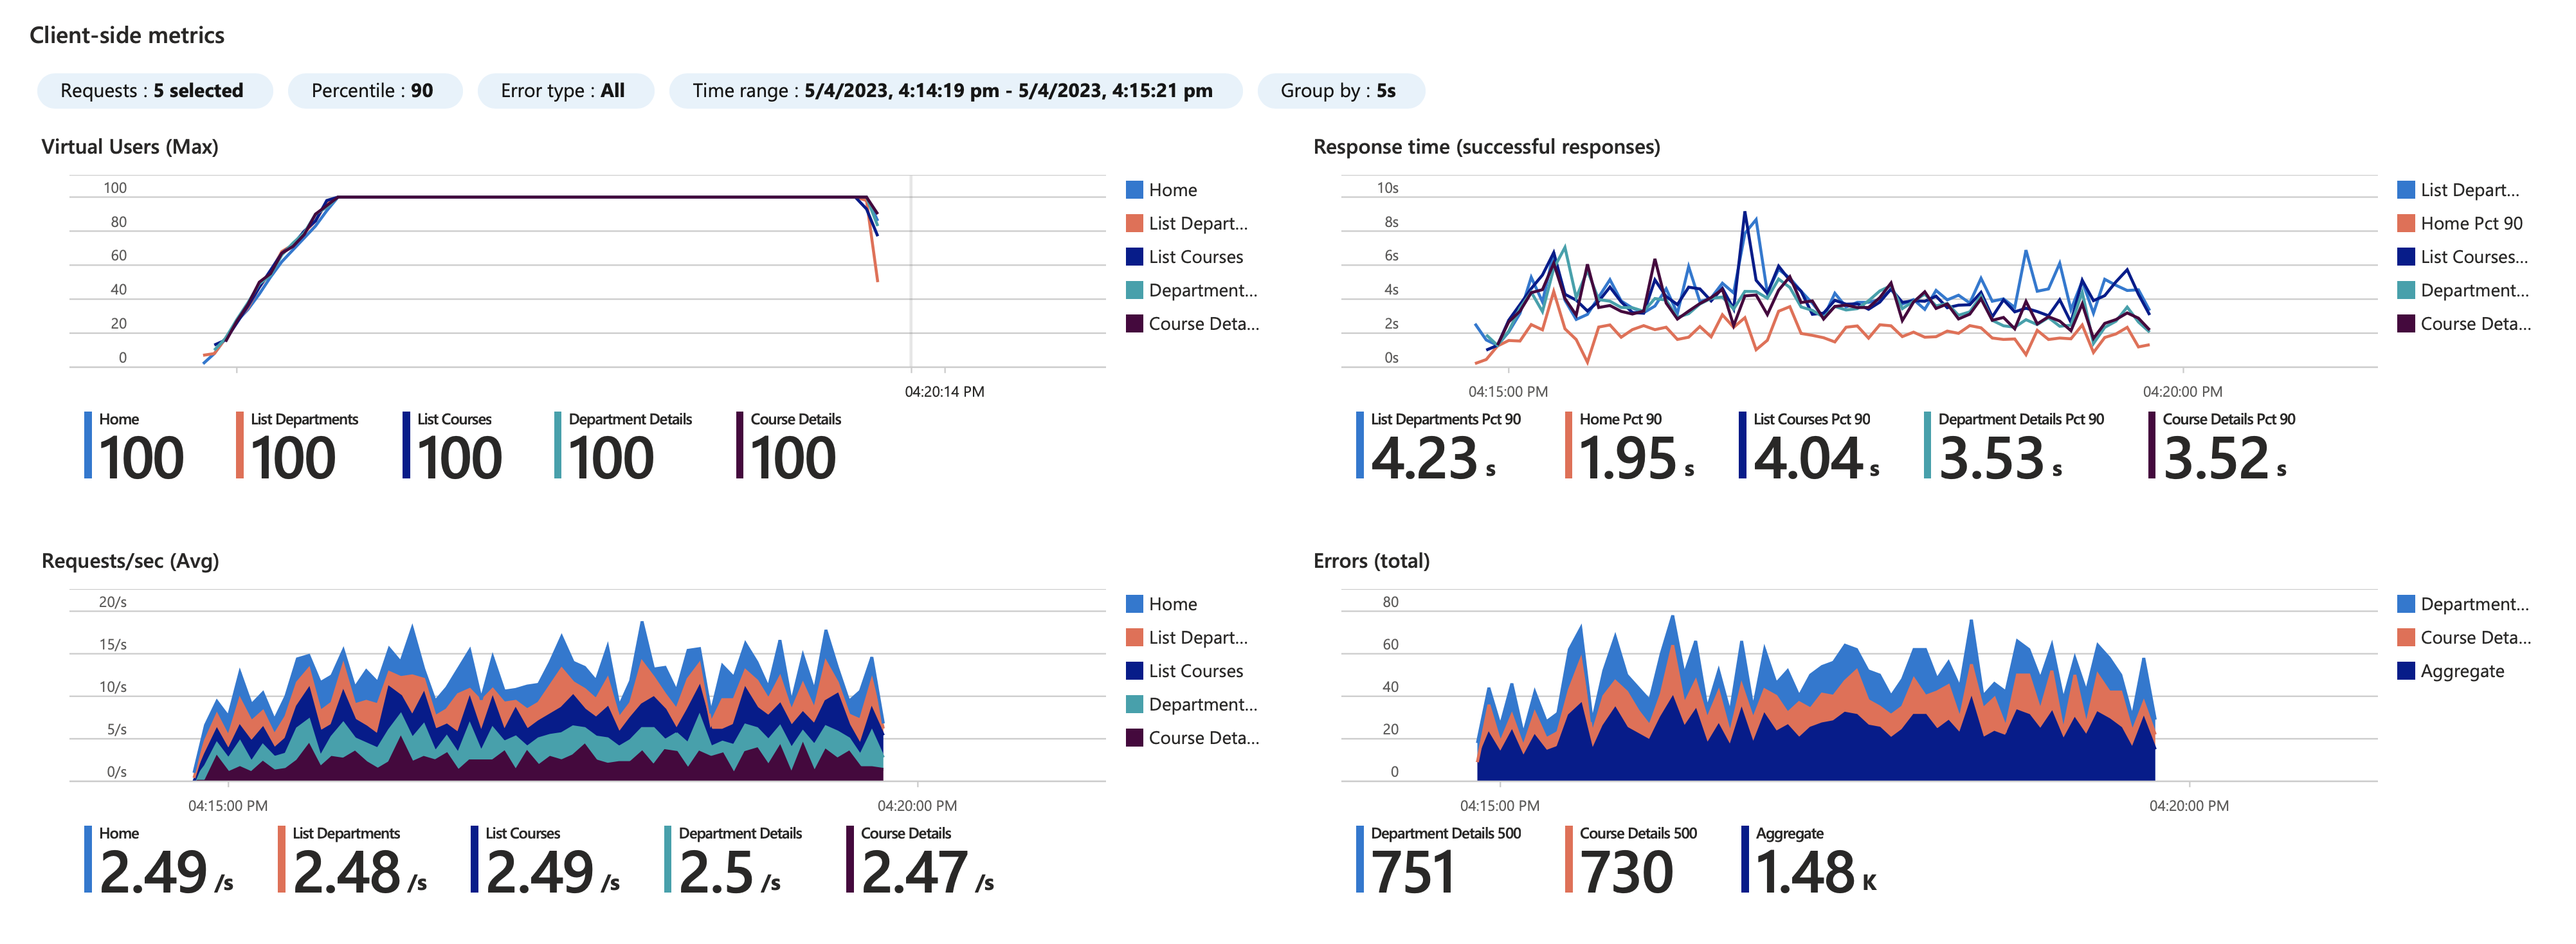 Client-side metrics
Requests : 5 selected
Percentile : 90
Error type : All
Time range : 5/4/2023, 4:14:19 pm - 5/4/2023, 4:15:21 pm
Group by : 5s
Virtual Users (Max)
100
80
60
40
20
0
04:20:14 PM
Home
List Depart...
List Courses
Department...
Course Deta...
Home
100
List Departments
100
List Courses
100
Department Details
100
Course Details
100
Response time (successful responses)
10s
8s
6s
4s
2s
0s
04:15:00 PM
04:20:00 PM
List Depart...
Home Pct 90
List Courses...
Department...
Course Deta...
List Departments Pct 90
4.23 s
Home Pct 90
1.95 s
List Courses Pct 90
4.04 s
Department Details Pct 90
3.53 s
Course Details Pct 90
3.52 s
Requests/sec (Avg)
20/s
15/s
10/s
5/s
0/s
04:15:00 PM
04:20:00 PM
Home
List Depart...
List Courses
Department...
Course Deta...
Home
2.49 /s
List Departments
2.48 /s
List Courses
2.49 /s
Department Details
2.5 /s
Course Details
2.47 /s
Errors (total)
80
60
40
20
0
04:15:00 PM
04:20:00 PM
Department...
Course Deta...
Aggregate
Department Details 500
751
Course Details 500
730
Aggregate
1.48 K